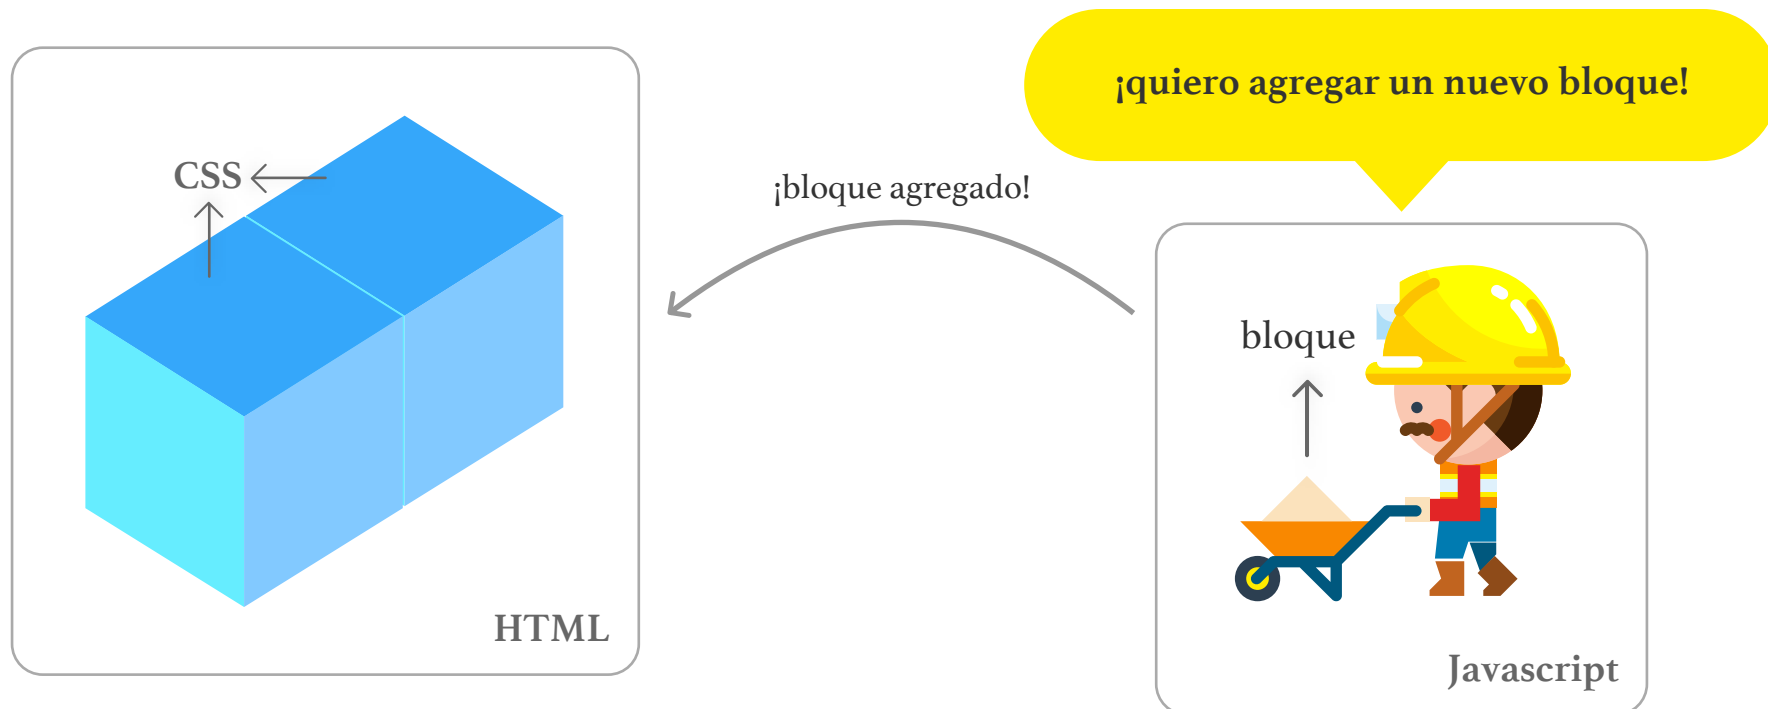 ¡quiero agregar un nuevo bloque!
CSS
¡bloque agregado!
bloque
HTML
Javascript